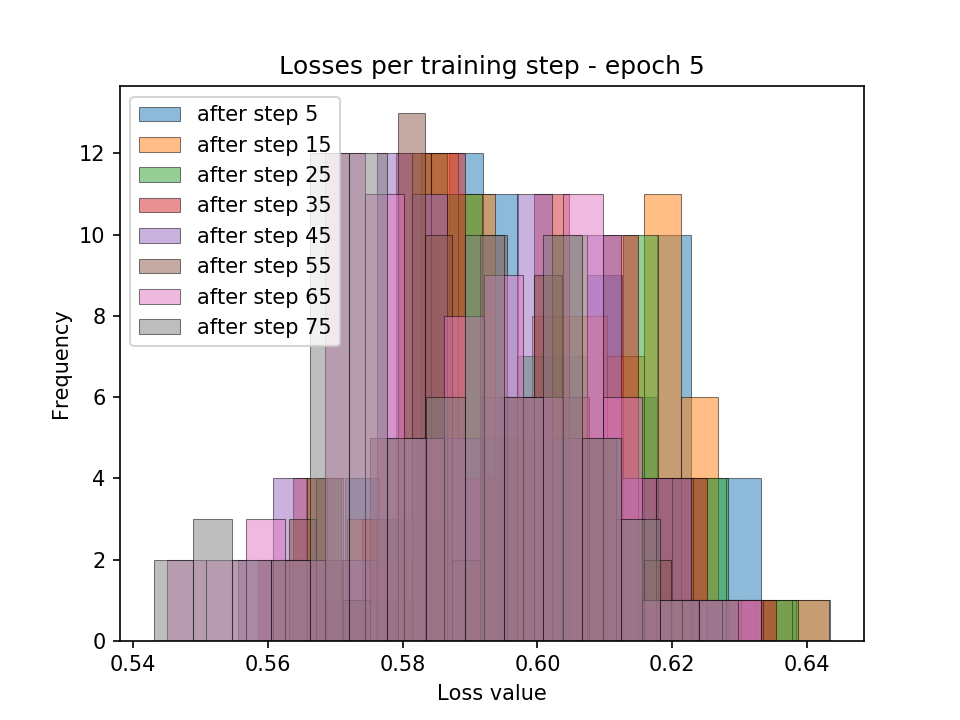 Losses per training step - epoch 5
after step 5
after step 15
after step 25
after step 35
after step 45
after step 55
after step 65
after step 75
Frequency
12
10
8
6
4
2
0
0.54 0.56 0.58 0.60 0.62 0.64
Loss value